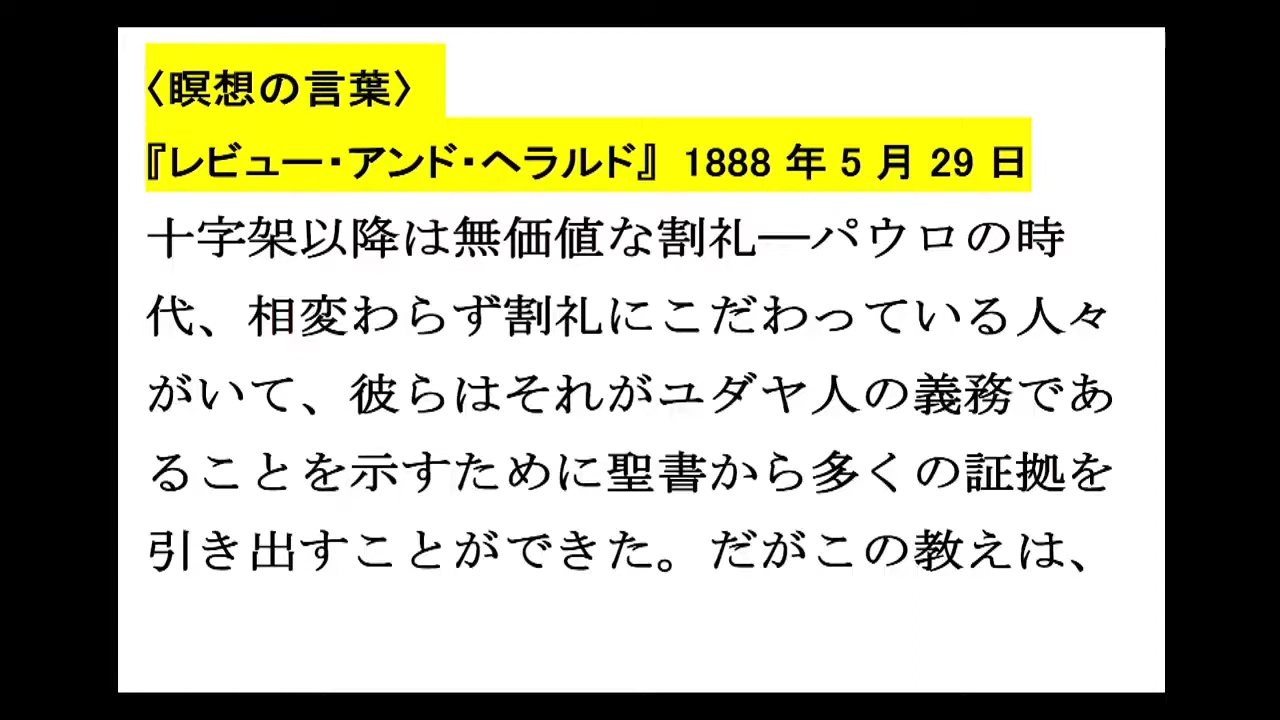 〈瞑想の言葉〉
『レビュー・アンド・ヘラルド』 1888 年 5 月 29 日
十字架以降は無価値な割礼―パウロの時
代、相変わらず割礼にこだわっている人々
がいて、彼らはそれがユダヤ人の義務であ
ることを示すために聖書から多くの証拠を
引き出すことができた。だがこの教えは、